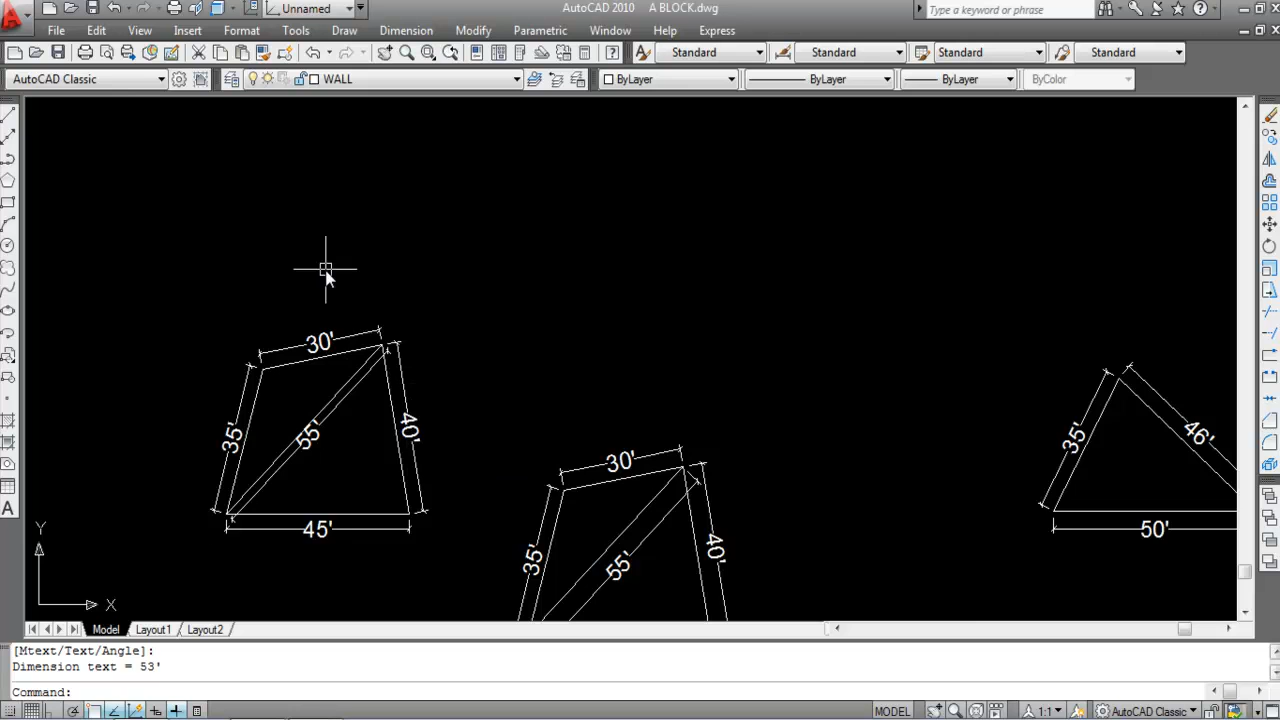 Unnamed AutoCAD 2010 A BLOCK.dwg Type a keyword or phrase
File Edit View Insert Format Tools Draw Dimension Modify Parametric Window Help Express
Standard Standard Standard Standard
AutoCAD Classic WALL ByLayer ByLayer ByLayer ByColor
30'
35' 55' 40'
45'
30'
35' 55' 40'
35' 46'
50'
Y
X
Model Layout1 Layout2
[Mtext/Text/Angle]:
Dimension text = 53'
Command:
MODEL 1:1 AutoCAD Classic